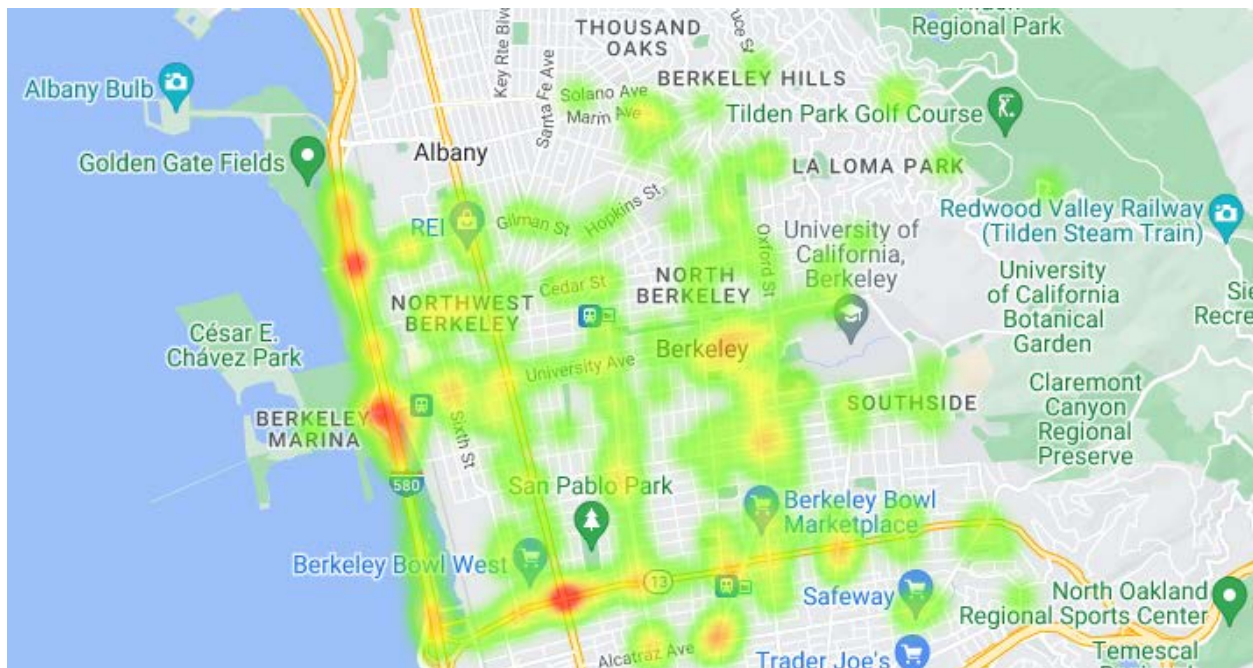 Regional Park
THOUSAND
OAKS
Key Rte Blvd
Santa Fe Ave
BERKELEY HILLS
Albany Bulb
Solano Ave
Marin Ave
Tilden Park Golf Course
Albany
Golden Gate Fields
LA LOMA PARK
REI
Gilman St
Hopkins St
Oxford St
University of
California,
Berkeley
Redwood Valley Railway
(Tilden Steam Train)
Cedar St
NORTH
BERKELEY
NORTHWEST
BERKELEY
University
of California
Botanical
Garden
César E.
Chávez Park
Berkeley
University Ave
BERKELEY
MARINA
Sixth St
SOUTHSIDE
Claremont
Canyon
Regional
Preserve
580
San Pablo Park
Berkeley Bowl
Marketplace
Berkeley Bowl West
13
Safeway
North Oakland
Regional Sports Center
Alcatraz Ave
Trader Joe's
Temescal